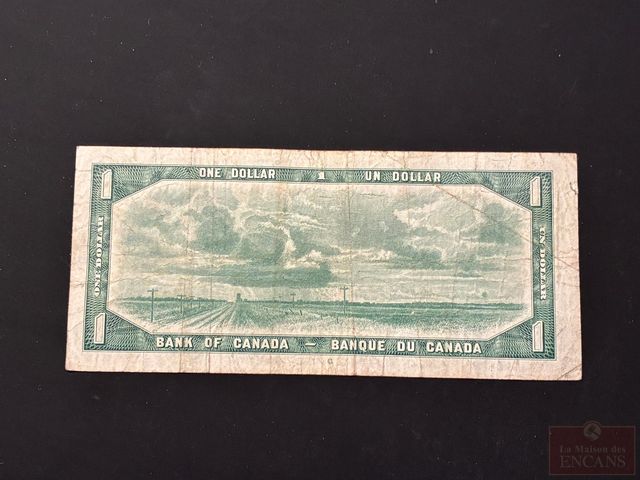 ONE DOLLAR 1 UN DOLLAR
1
1
ONE DOLLAR
UN DOLLAR
1
1
BANK OF CANADA – BANQUE DU CANADA
La Maison des
ENCANS